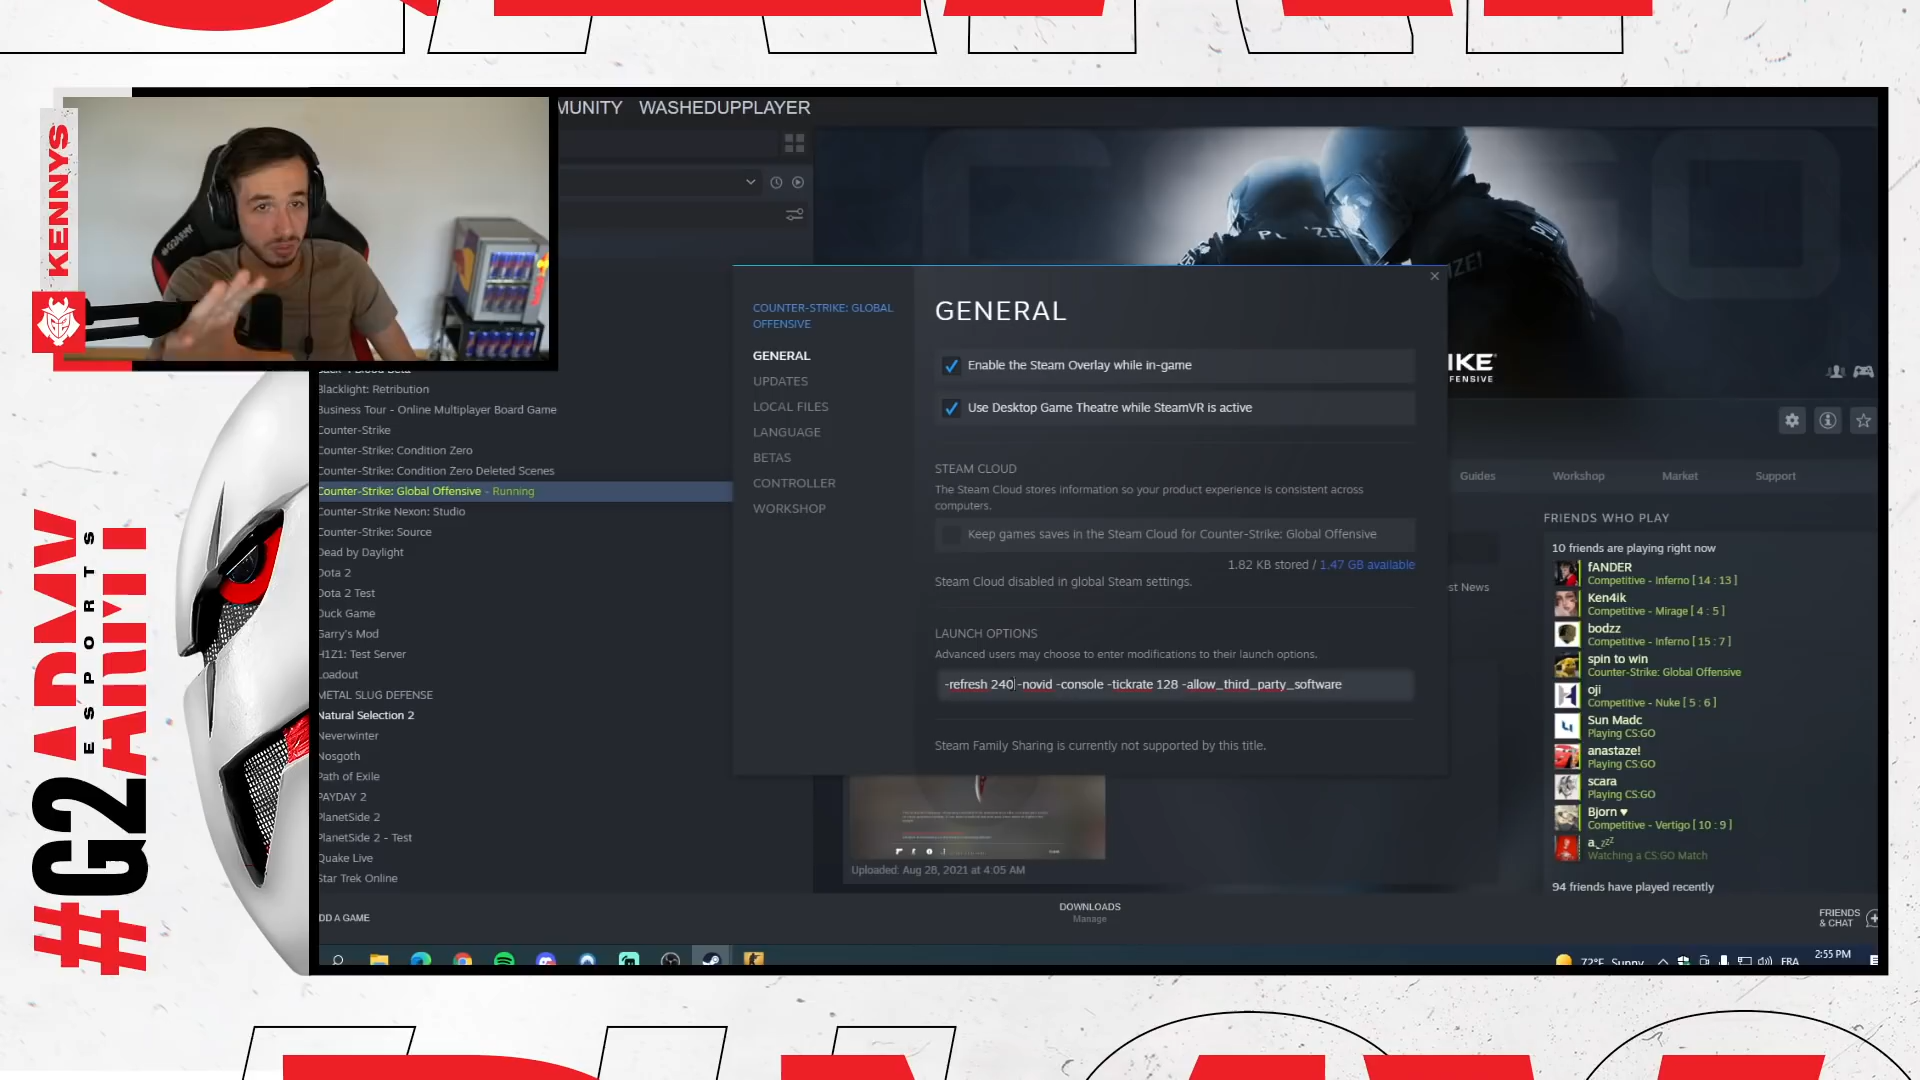 MUNITY WASHEDUPPLAYER
KENNYS
#G2ARMY
ESPORTS
ARMY
IKE
FENSIVE
Blacklight: Retribution
Business Tour - Online Multiplayer Board Game
Counter-Strike
Counter-Strike: Condition Zero
Counter-Strike: Condition Zero Deleted Scenes
Counter-Strike: Global Offensive - Running
Counter-Strike Nexon: Studio
Counter-Strike: Source
Dead by Daylight
Dota 2
Dota 2 Test
Duck Game
Garry's Mod
H1Z1: Test Server
Loadout
METAL SLUG DEFENSE
Natural Selection 2
Neverwinter
Nosgoth
Path of Exile
PAYDAY 2
PlanetSide 2
PlanetSide 2 - Test
Quake Live
Star Trek Online
DD A GAME
COUNTER-STRIKE: GLOBAL
OFFENSIVE
GENERAL
UPDATES
LOCAL FILES
LANGUAGE
BETAS
CONTROLLER
WORKSHOP
GENERAL
Enable the Steam Overlay while in-game
Use Desktop Game Theatre while SteamVR is active
STEAM CLOUD
The Steam Cloud stores information so your product experience is consistent across
computers.
Keep games saves in the Steam Cloud for Counter-Strike: Global Offensive
1.82 KB stored / 1.47 GB available
Steam Cloud disabled in global Steam settings.
LAUNCH OPTIONS
Advanced users may choose to enter modifications to their launch options.
-refresh 240 -novid -console -tickrate 128 -allow_third_party_software
Steam Family Sharing is currently not supported by this title.
Uploaded: Aug 28, 2021 at 4:05 AM
DOWNLOADS
Manage
Guides Workshop Market Support
st News
FRIENDS WHO PLAY
10 friends are playing right now
fANDER
Competitive - Inferno [ 14 : 13 ]
Ken4ik
Competitive - Mirage [ 4 : 5 ]
bodzz
Competitive - Inferno [ 15 : 7 ]
spin to win
Counter-Strike: Global Offensive
oji
Competitive - Nuke [ 5 : 6 ]
Sun Madc
Playing CS:GO
anastaze!
Playing CS:GO
scara
Playing CS:GO
Bjorn ♥
Competitive - Vertigo [ 10 : 9 ]
a._zzZ
Watching a CS:GO Match
94 friends have played recently
FRIENDS
& CHAT
72°F Sunny
FRA
2:55 PM